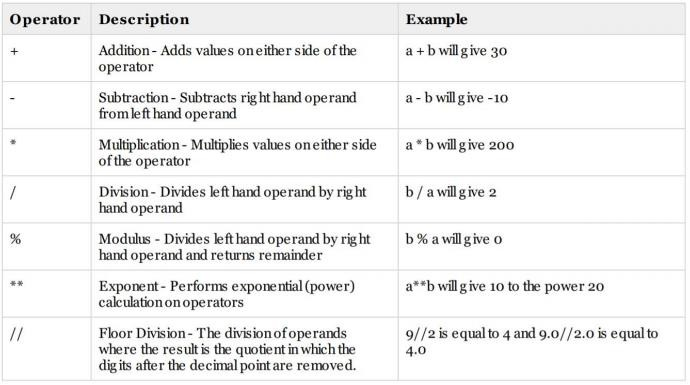 Operator Description Example
+ Addition - Adds values on either side of the a + b will give 30
operator
- Subtraction - Subtracts right hand operand a - b will give -10
from left hand operand
* Multiplication - Multiplies values on either side a * b will give 200
of the operator
/ Division - Divides left hand operand by right b / a will give 2
hand operand
% Modulus - Divides left hand operand by right b % a will give 0
hand operand and returns remainder
** Exponent - Performs exponential (power) a**b will give 10 to the power 20
calculation on operators
// Floor Division - The division of operands 9//2 is equal to 4 and 9.0//2.0 is equal to
where the result is the quotient in which the 4.0
digits after the decimal point are removed.